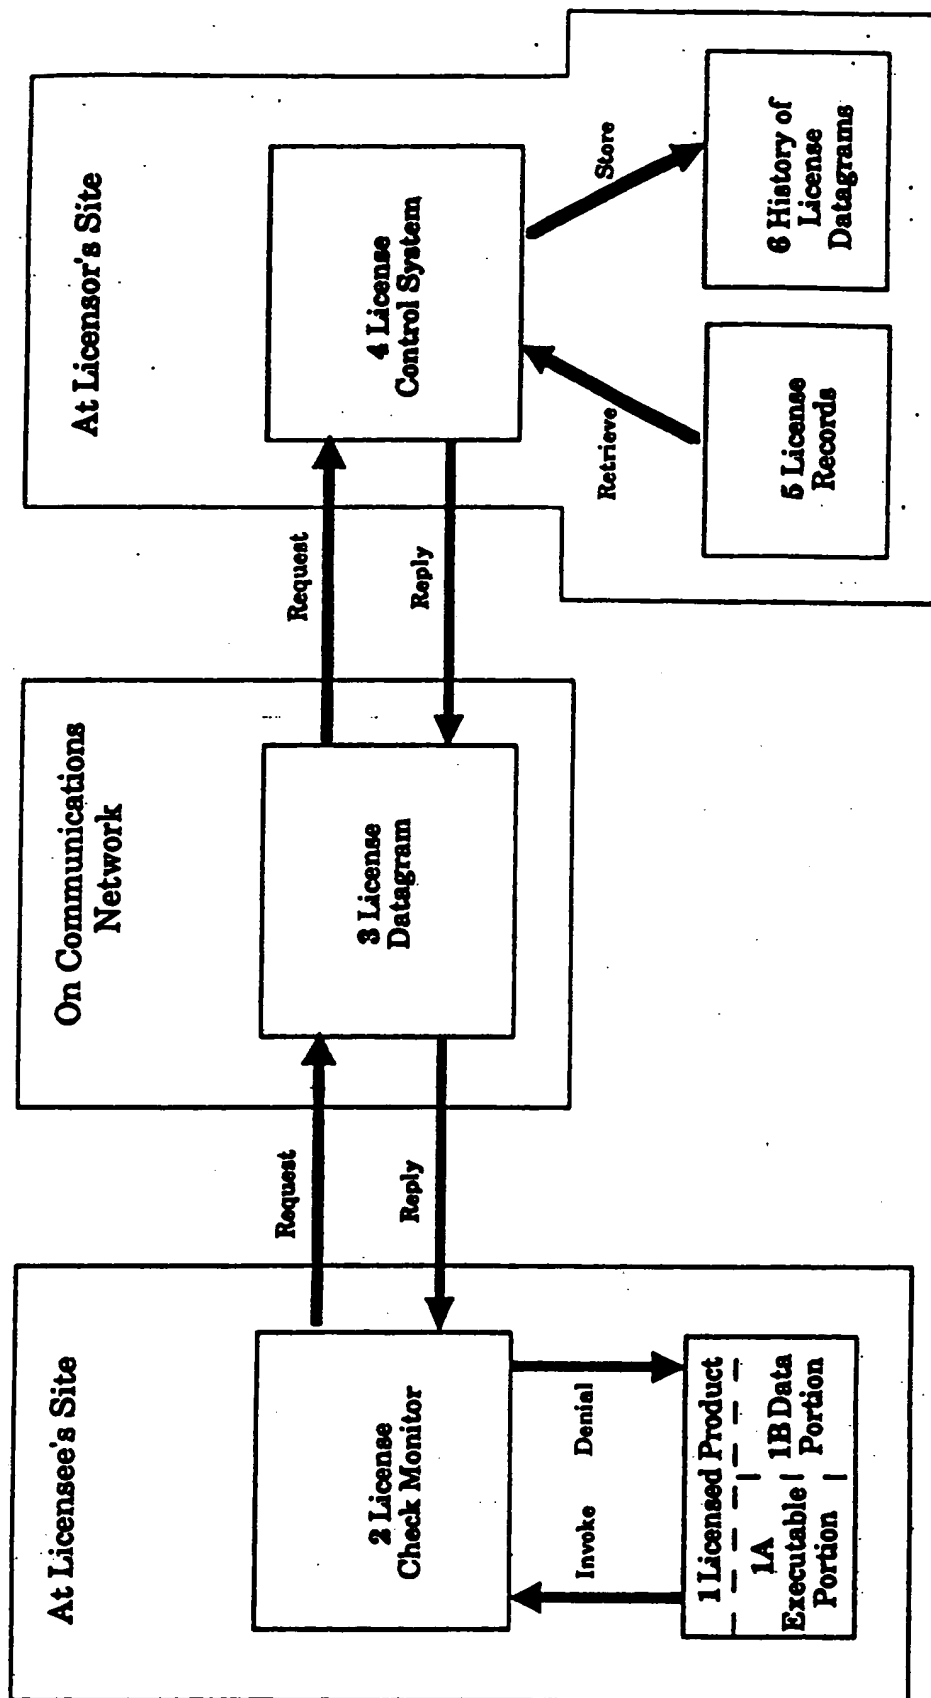 At Licensee's Site
2 License
Check Monitor
Invoke
Denial
1 Licensed Product
1A
Executable
Portion
1B Data
Portion
Request
Reply
On Communications
Network
3 License
Datagram
Request
Reply
At Licensor's Site
4 License
Control System
Retrieve
Store
5 License
Records
6 History of
License
Datagrams